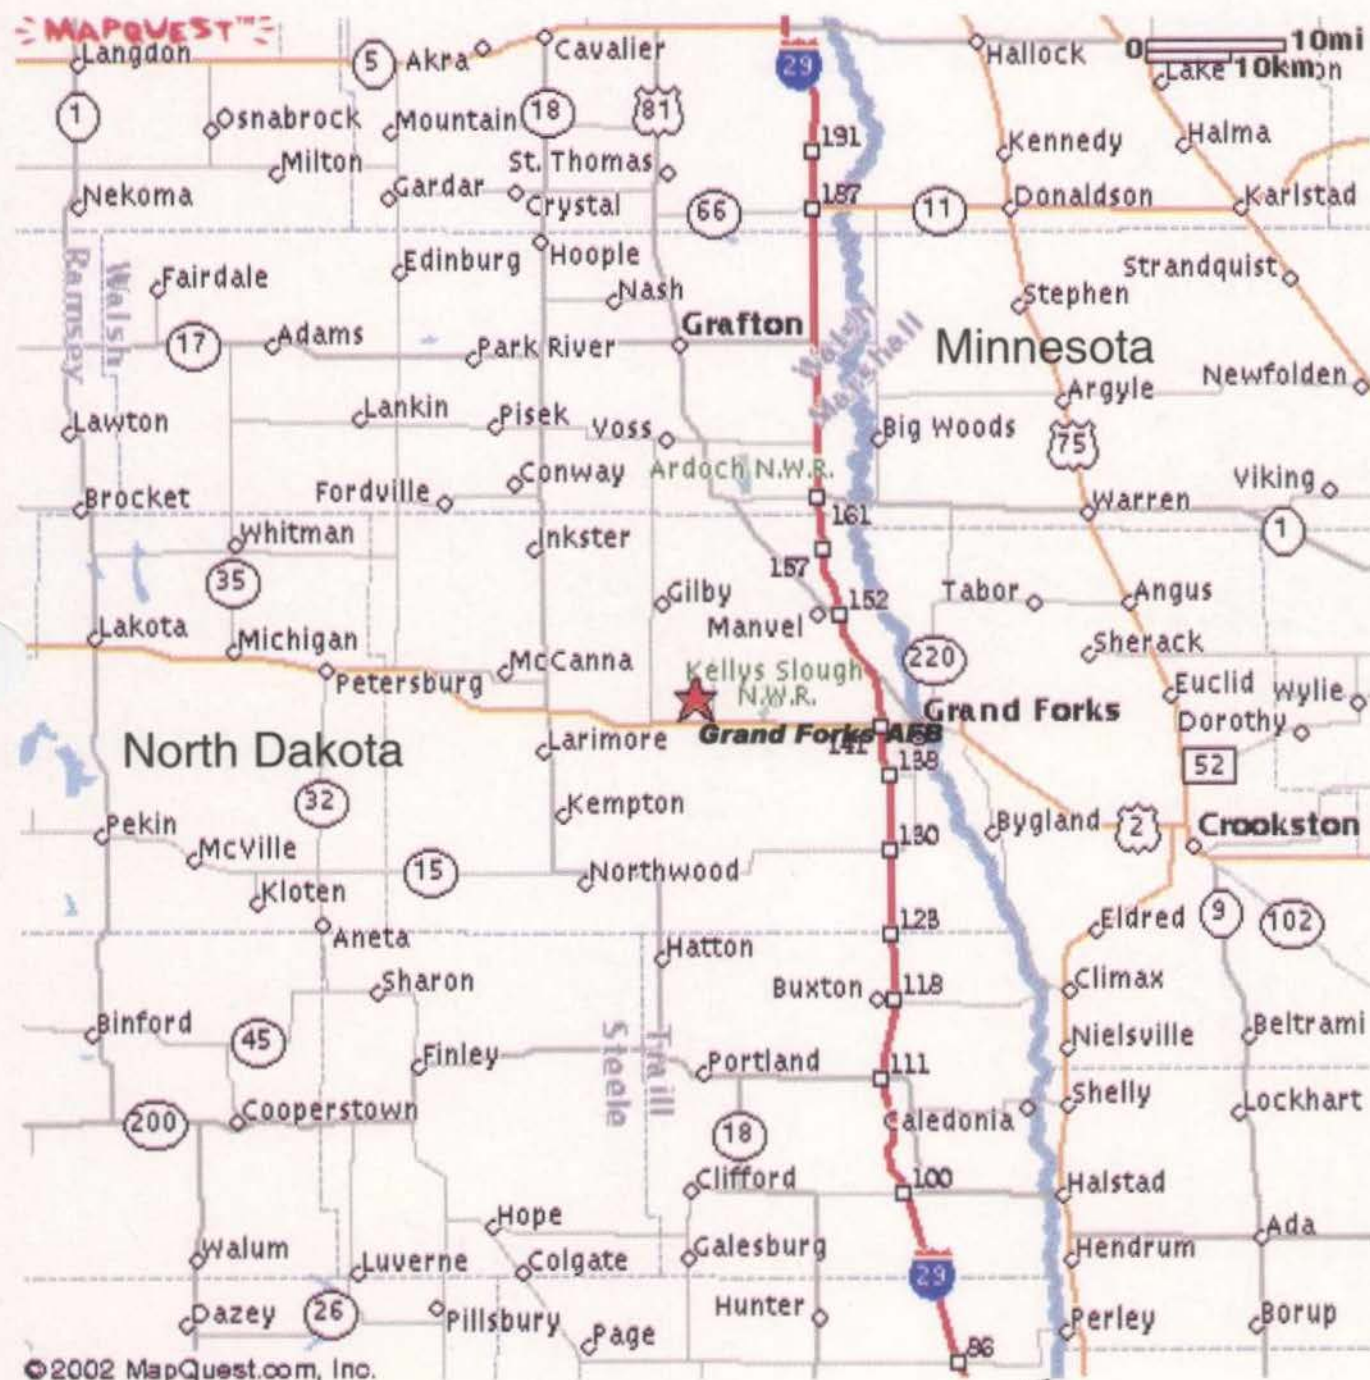 MAPQUEST™
Langdon
5
Akra
Cavalier
29
Hallock
0
10mi
10km
Lake
1
Osnabrock
Mountain
18
81
191
Kennedy
Halma
Milton
St. Thomas
Nekoma
Gardar
Crystal
66
187
11
Donaldson
Karlstad
Ramsey
Walsh
Fairdale
Edinburg
Hoople
Strandquist
Nash
Stephen
17
Adams
Park River
Grafton
Walsh
Marshall
Minnesota
Newfolden
Argyle
Lawton
Lankin
Pisek
Voss
Big Woods
75
Ardoch N.W.R.
Brocket
Fordville
Conway
161
Warren
Viking
1
Whitman
Inkster
157
35
Gilby
152
Tabor
Angus
Lakota
Michigan
Manvel
Sherack
220
Petersburg
McCanna
Kellys Slough
N.W.R.
Euclid
Wylie
Grand Forks
Dorothy
North Dakota
Larimore
Grand Forks AFB
141
138
52
32
Kempton
Bygland
2
Crookston
Pekin
McVille
130
15
Northwood
Kloten
Eldred
9
102
Aneta
123
Hatton
Sharon
Buxton
118
Climax
Binford
45
Steele
Traill
Nielsville
Beltrami
Finley
Portland
111
200
Cooperstown
18
Caledonia
Shelly
Lockhart
Clifford
100
Halstad
Hope
Ada
Walum
Luverne
Colgate
Galesburg
29
Hendrum
Dazey
26
Pillsbury
Page
Hunter
86
Perley
Borup
©2002 MapQuest.com, Inc.